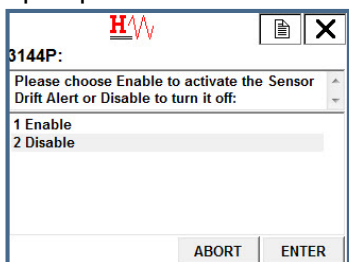 H
3144P:
Please choose Enable to activate the Sensor
Drift Alert or Disable to turn it off:
1 Enable
2 Disable
ABORT ENTER